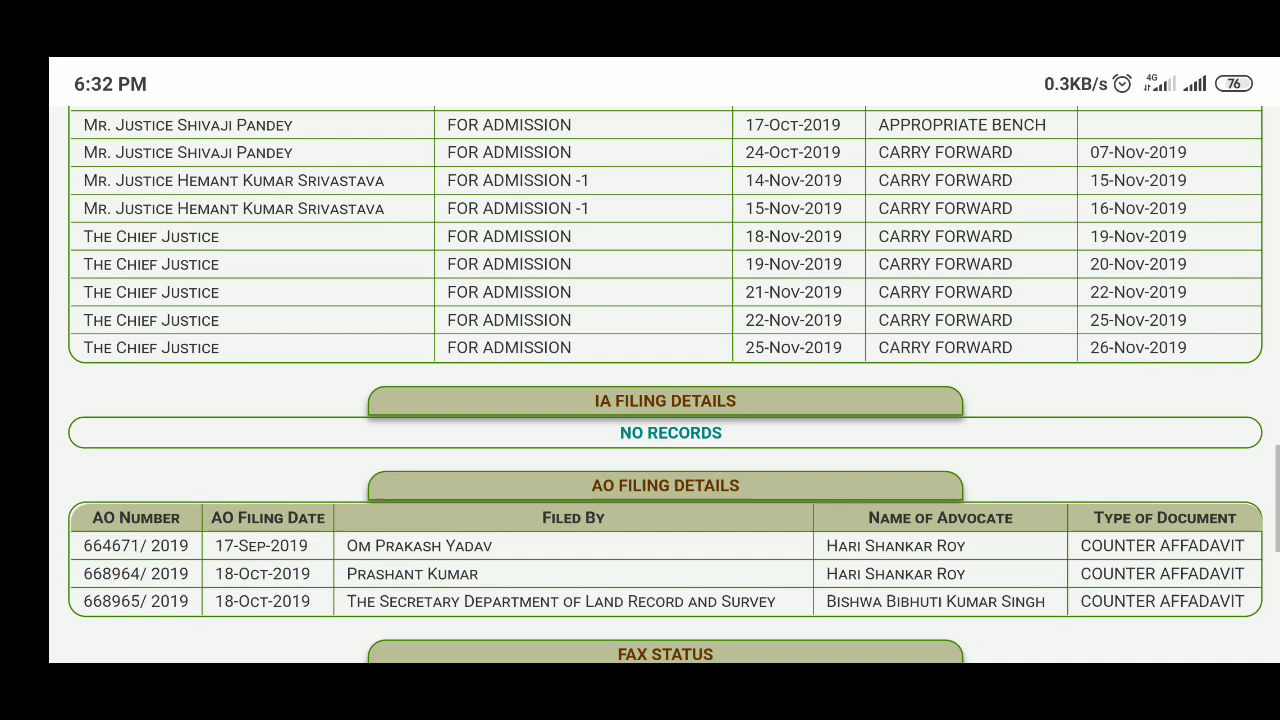 6:32 PM 0.3KB/s 4G 76
MR. JUSTICE SHIVAJI PANDEY FOR ADMISSION 17-OCT-2019 APPROPRIATE BENCH
MR. JUSTICE SHIVAJI PANDEY FOR ADMISSION 24-OCT-2019 CARRY FORWARD 07-NOV-2019
MR. JUSTICE HEMANT KUMAR SRIVASTAVA FOR ADMISSION -1 14-NOV-2019 CARRY FORWARD 15-NOV-2019
MR. JUSTICE HEMANT KUMAR SRIVASTAVA FOR ADMISSION -1 15-NOV-2019 CARRY FORWARD 16-NOV-2019
THE CHIEF JUSTICE FOR ADMISSION 18-NOV-2019 CARRY FORWARD 19-NOV-2019
THE CHIEF JUSTICE FOR ADMISSION 19-NOV-2019 CARRY FORWARD 20-NOV-2019
THE CHIEF JUSTICE FOR ADMISSION 21-NOV-2019 CARRY FORWARD 22-NOV-2019
THE CHIEF JUSTICE FOR ADMISSION 22-NOV-2019 CARRY FORWARD 25-NOV-2019
THE CHIEF JUSTICE FOR ADMISSION 25-NOV-2019 CARRY FORWARD 26-NOV-2019
IA FILING DETAILS
NO RECORDS
AO FILING DETAILS
AO NUMBER AO FILING DATE FILED BY NAME OF ADVOCATE TYPE OF DOCUMENT
664671/ 2019 17-SEP-2019 OM PRAKASH YADAV HARI SHANKAR ROY COUNTER AFFADAVIT
668964/ 2019 18-OCT-2019 PRASHANT KUMAR HARI SHANKAR ROY COUNTER AFFADAVIT
668965/ 2019 18-OCT-2019 THE SECRETARY DEPARTMENT OF LAND RECORD AND SURVEY BISHWA BIBHUTI KUMAR SINGH COUNTER AFFADAVIT
FAX STATUS